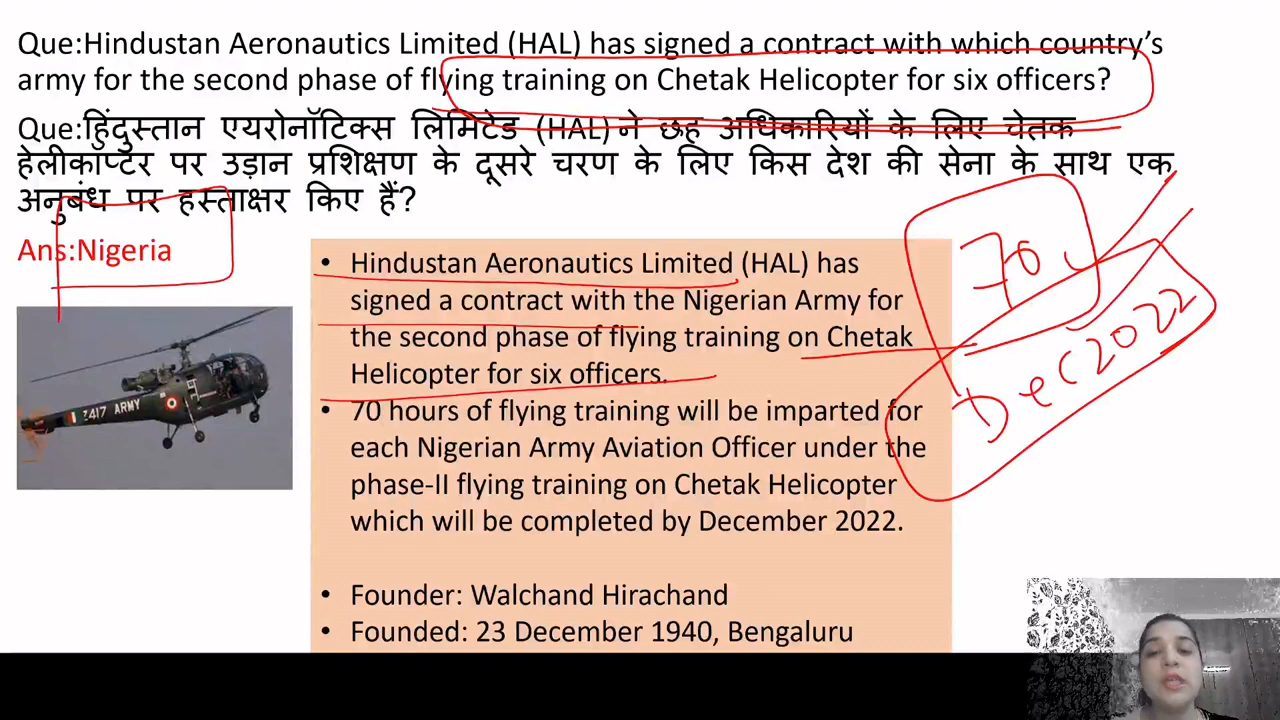 Que:Hindustan Aeronautics Limited (HAL) has signed a contract with which country's
army for the second phase of flying training on Chetak Helicopter for six officers?
Que:हिंदुस्तान एयरोनॉटिक्स लिमिटेड (HAL) ने छह अधिकारियों के लिए चेतक
हेलीकाप्टर पर उड़ान प्रशिक्षण के दूसरे चरण के लिए किस देश की सेना के साथ एक
अनुबंध पर हस्ताक्षर किए हैं?
Ans:Nigeria
• Hindustan Aeronautics Limited (HAL) has
signed a contract with the Nigerian Army for
the second phase of flying training on Chetak
Helicopter for six officers.
• 70 hours of flying training will be imparted for
each Nigerian Army Aviation Officer under the
phase-II flying training on Chetak Helicopter
which will be completed by December 2022.
• Founder: Walchand Hirachand
• Founded: 23 December 1940, Bengaluru
Z417 ARMY
70
Dec 2022